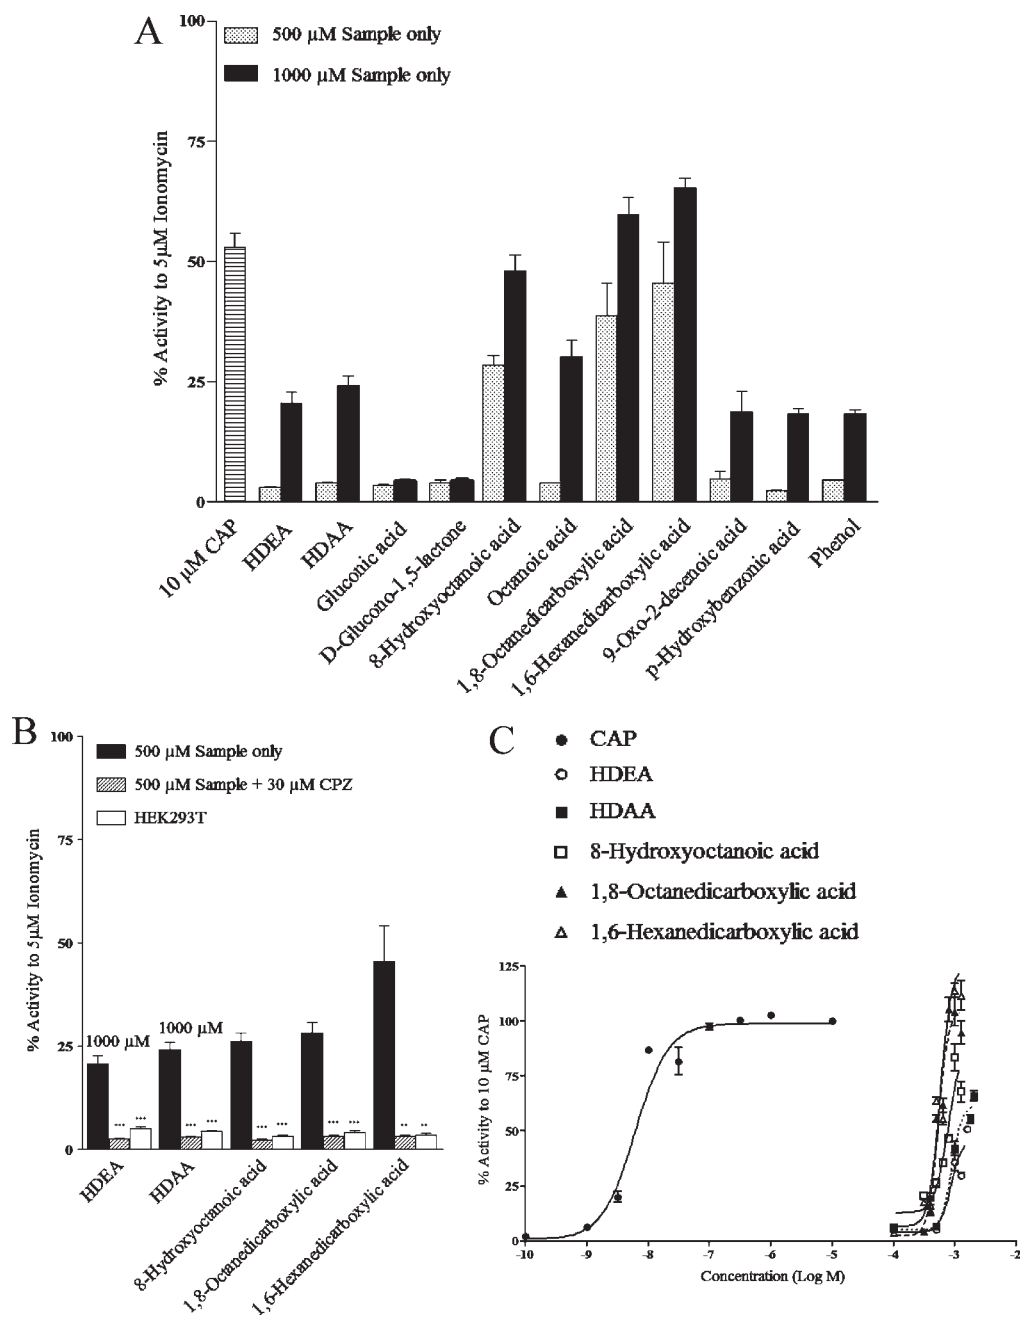 A
100
500 µM Sample only
1000 µM Sample only
75
50
25
0
% Activity to 5µM Ionomycin
10 µM CAP
HDEA
HDAA
Gluconic acid
D-Glucono-1,5-lactone
8-Hydroxyoctanoic acid
Octanoic acid
1,8-Octanedicarboxylic acid
1,6-Hexanedicarboxylic acid
9-Oxo-2-decenoic acid
p-Hydroxybenzonic acid
Phenol
B
100
500 µM Sample only
500 µM Sample + 30 µM CPZ
HEK293T
75
50
25
0
% Activity to 5µM Ionomycin
1000 µM
1000 µM
*** *** *** *** *** *** *** *** ** **
HDEA
HDAA
8-Hydroxyoctanoic acid
1,8-Octanedicarboxylic acid
1,6-Hexanedicarboxylic acid
C
CAP
HDEA
HDAA
8-Hydroxyoctanoic acid
1,8-Octanedicarboxylic acid
1,6-Hexanedicarboxylic acid
125
100
75
50
25
0
% Activity to 10 µM CAP
-10 -9 -8 -7 -6 -5 -4 -3 -2
Concentration (Log M)